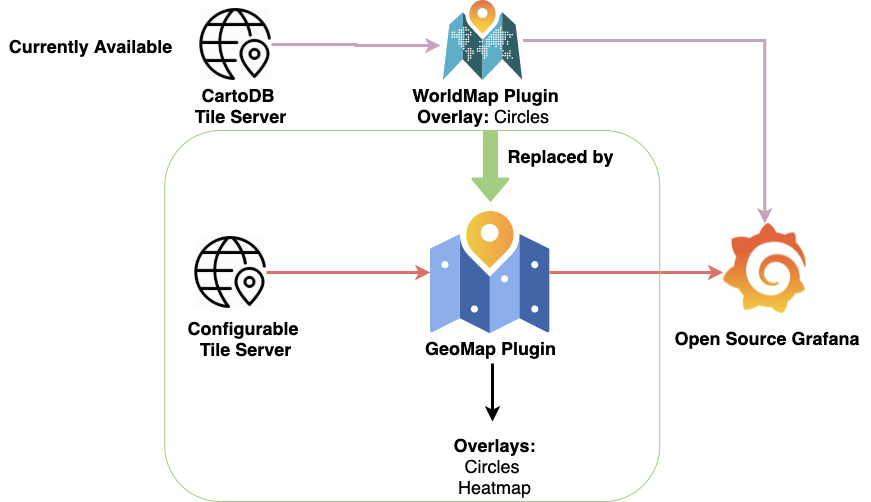 Currently Available
CartoDB
Tile Server
WorldMap Plugin
Overlay: Circles
Replaced by
Configurable
Tile Server
GeoMap Plugin
Open Source Grafana
Overlays:
Circles
Heatmap